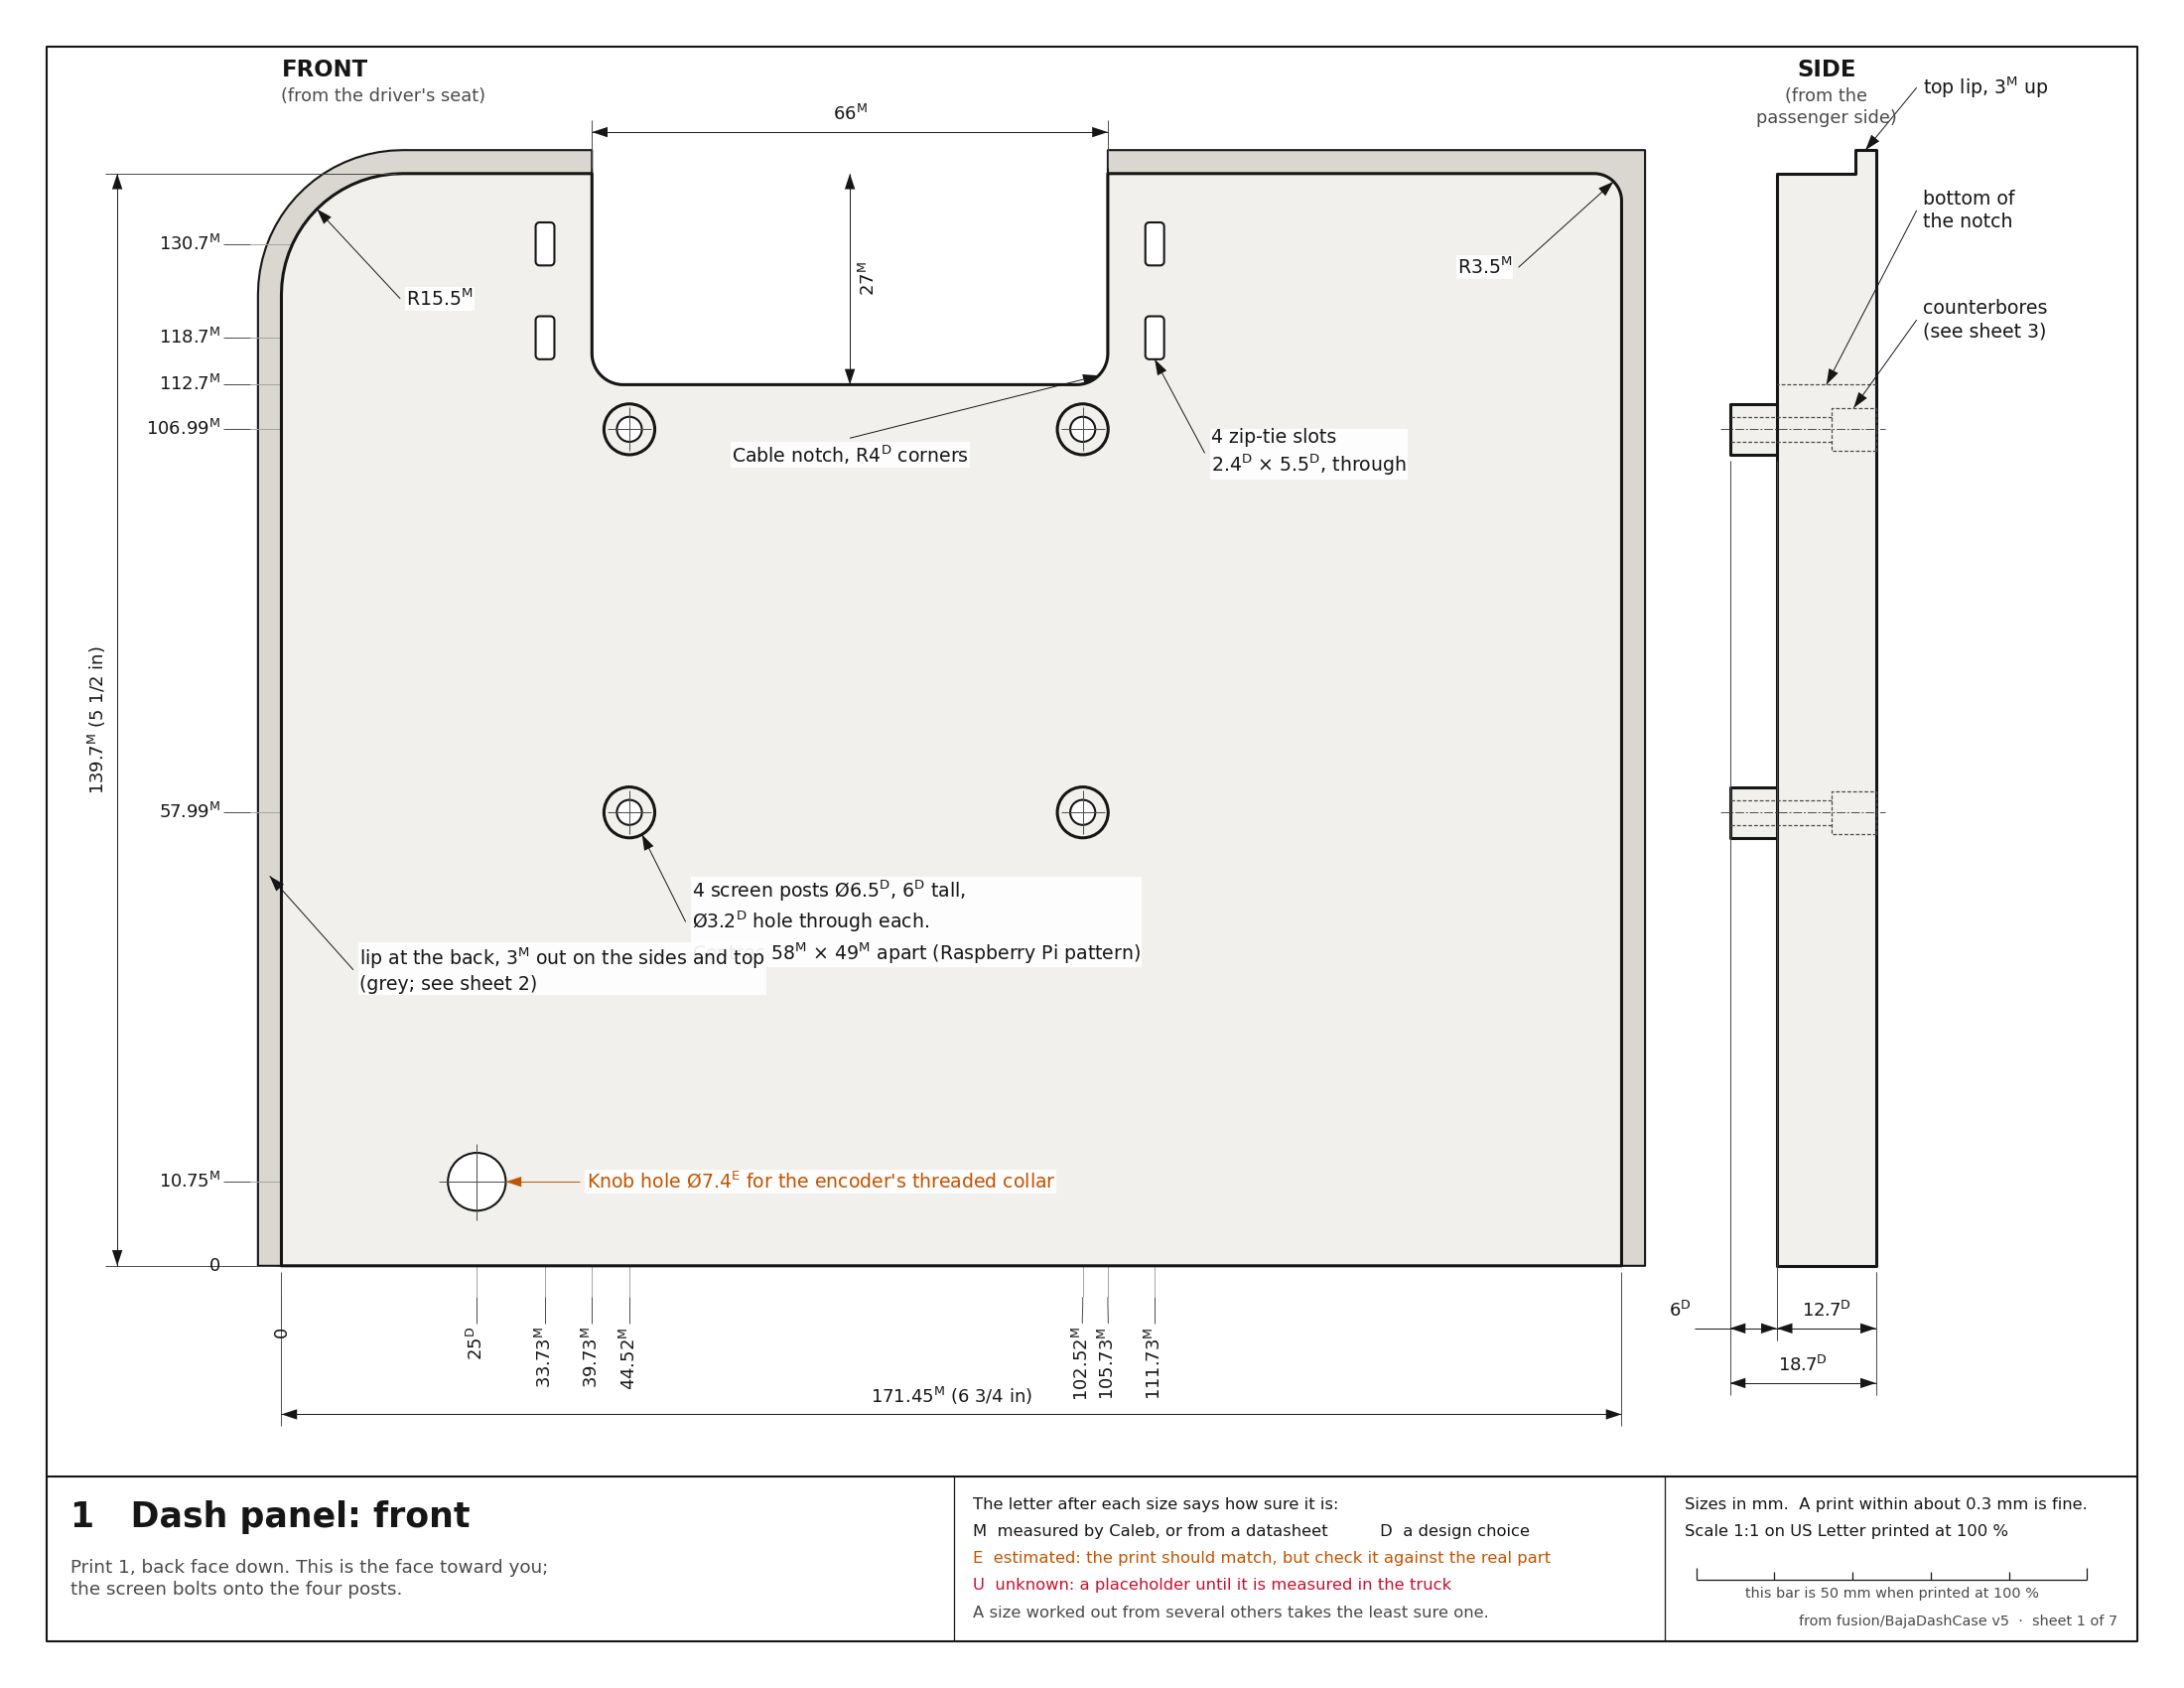 FRONT
(from the driver's seat)
SIDE
(from the
passenger side)
top lip, 3ᴹ up
66ᴹ
bottom of
the notch
130.7ᴹ
27ᴹ
R3.5ᴹ
R15.5ᴹ
counterbores
(see sheet 3)
118.7ᴹ
112.7ᴹ
106.99ᴹ
Cable notch, R4ᴰ corners
4 zip-tie slots
2.4ᴰ × 5.5ᴰ, through
139.7ᴹ (5 1/2 in)
57.99ᴹ
4 screen posts Ø6.5ᴰ, 6ᴰ tall,
Ø3.2ᴰ hole through each.
58ᴹ × 49ᴹ apart (Raspberry Pi pattern)
lip at the back, 3ᴹ out on the sides and top
(grey; see sheet 2)
10.75ᴹ
Knob hole Ø7.4ᴱ for the encoder's threaded collar
0
0
25ᴰ
33.73ᴹ
39.73ᴹ
44.52ᴹ
102.52ᴹ
105.73ᴹ
111.73ᴹ
6ᴰ
12.7ᴰ
18.7ᴰ
171.45ᴹ (6 3/4 in)
1 Dash panel: front
Print 1, back face down. This is the face toward you;
the screen bolts onto the four posts.
The letter after each size says how sure it is:
M measured by Caleb, or from a datasheet D a design choice
E estimated: the print should match, but check it against the real part
U unknown: a placeholder until it is measured in the truck
A size worked out from several others takes the least sure one.
Sizes in mm. A print within about 0.3 mm is fine.
Scale 1:1 on US Letter printed at 100 %
this bar is 50 mm when printed at 100 %
from fusion/BajaDashCase v5 · sheet 1 of 7